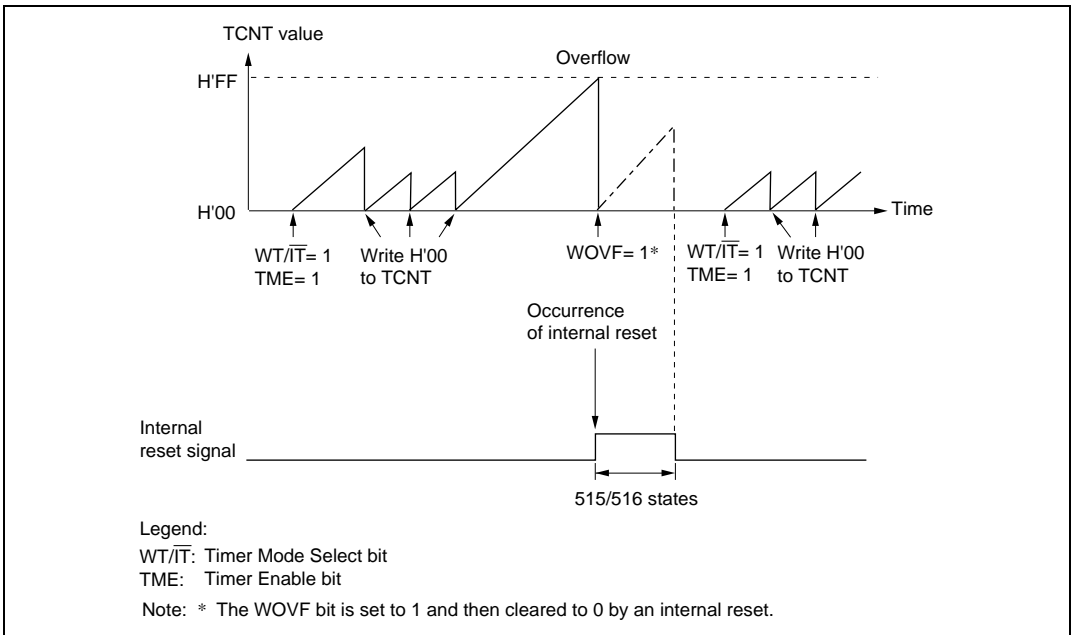 TCNT value
Overflow
H'FF
H'00
Time
WT/IT= 1
TME= 1
Write H'00
to TCNT
WOVF= 1*
WT/IT= 1
TME= 1
Write H'00
to TCNT
Occurrence
of internal reset
Internal
reset signal
515/516 states
Legend:
WT/IT: Timer Mode Select bit
TME: Timer Enable bit
Note: * The WOVF bit is set to 1 and then cleared to 0 by an internal reset.